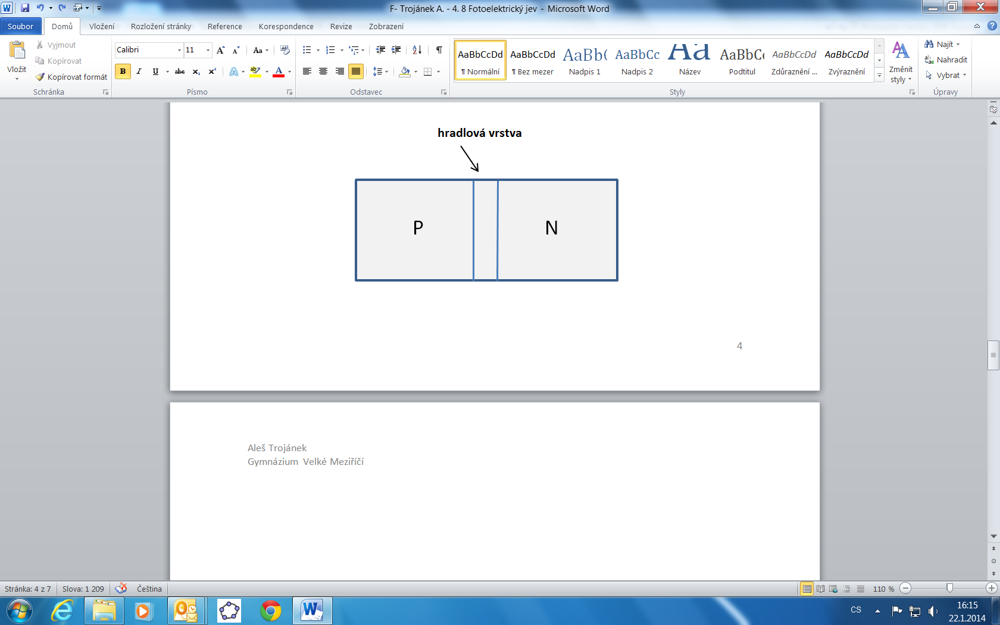 F- Trojánek A. - 4. 8 Fotoelektrický jev - Microsoft Word
Soubor Domů Vložení Rozložení stránky Reference Korespondence Revize Zobrazení
Vložit
Vyjmout
Kopírovat
Kopírovat formát
Schránka
Calibri 11
Písmo
Odstavec
AaBbCcDd AaBbCcDd AaBb( AaBbCc Aa AaBbCc AaBbCcDd AaBbCcDd
¶ Normální ¶ Bez mezer Nadpis 1 Nadpis 2 Název Podtitul Zdůraznění ... Zvýraznění
Styly
Změnit styly
Najít
Nahradit
Vybrat
Úpravy
hradlová vrstva
P N
4
Aleš Trojánek
Gymnázium Velké Meziříčí
Stránka: 4 z 7 Slova: 1 209 Čeština 110 %
CS 16:15
22.1.2014